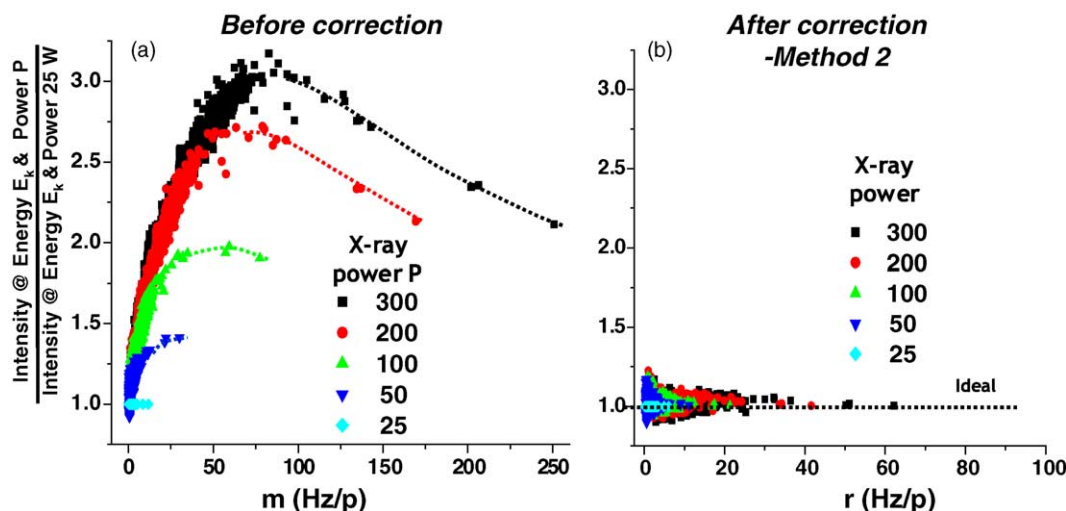 Before correction
(a)
Intensity @ Energy Ek & Power P
Intensity @ Energy Ek & Power 25 W
3.0
2.5
2.0
1.5
1.0
X-ray
power P
300
200
100
50
25
0 50 100 150 200 250
m (Hz/p)
After correction
-Method 2
(b)
3.0
2.5
2.0
1.5
1.0
X-ray
power
300
200
100
50
25
Ideal
0 20 40 60 80 100
r (Hz/p)